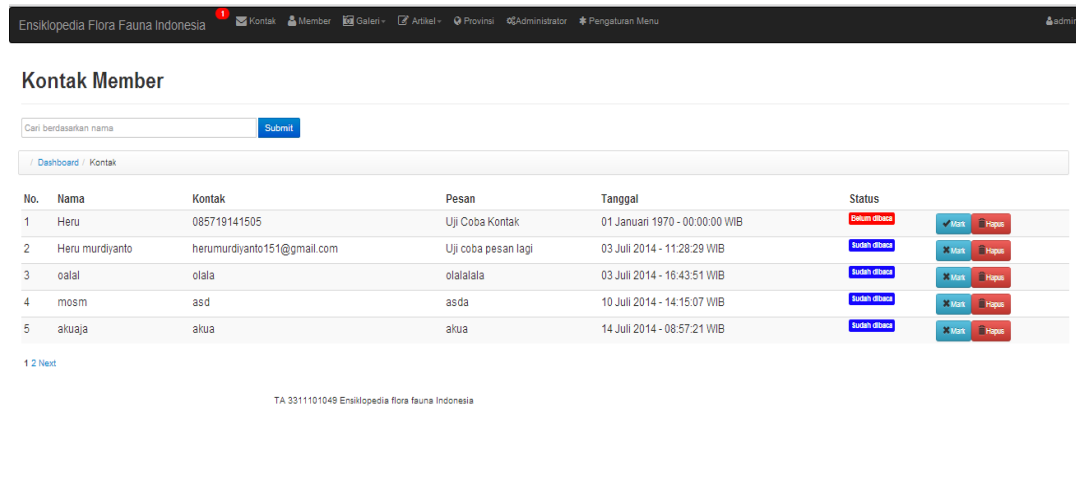 Ensiklopedia Flora Fauna Indonesia 1 Kontak Member Galeri Artikel Provinsi Administrator Pengaturan Menu admin
Kontak Member
Cari berdasarkan nama Submit
/ Dashboard / Kontak
No. Nama Kontak Pesan Tanggal Status
1 Heru 085719141505 Uji Coba Kontak 01 Januari 1970 - 00:00:00 WIB Belum dibaca Mark Hapus
2 Heru murdiyanto herumurdiyanto151@gmail.com Uji coba pesan lagi 03 Juli 2014 - 11:28:29 WIB Sudah dibaca Mark Hapus
3 oalal olala olalalala 03 Juli 2014 - 16:43:51 WIB Sudah dibaca Mark Hapus
4 mosm asd asda 10 Juli 2014 - 14:15:07 WIB Sudah dibaca Mark Hapus
5 akuaja akua akua 14 Juli 2014 - 08:57:21 WIB Sudah dibaca Mark Hapus
1 2 Next
TA 3311101049 Ensiklopedia flora fauna Indonesia